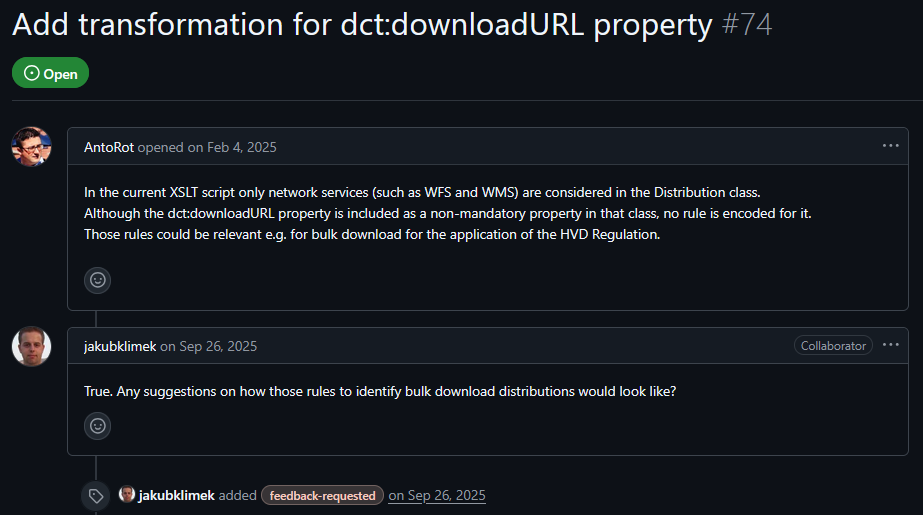 Add transformation for dct:downloadURL property #74
Open
AntoRot opened on Feb 4, 2025
In the current XSLT script only network services (such as WFS and WMS) are considered in the Distribution class.
Although the dct:downloadURL property is included as a non-mandatory property in that class, no rule is encoded for it.
Those rules could be relevant e.g. for bulk download for the application of the HVD Regulation.
jakubklimek on Sep 26, 2025
Collaborator
True. Any suggestions on how those rules to identify bulk download distributions would look like?
jakubklimek added feedback-requested on Sep 26, 2025